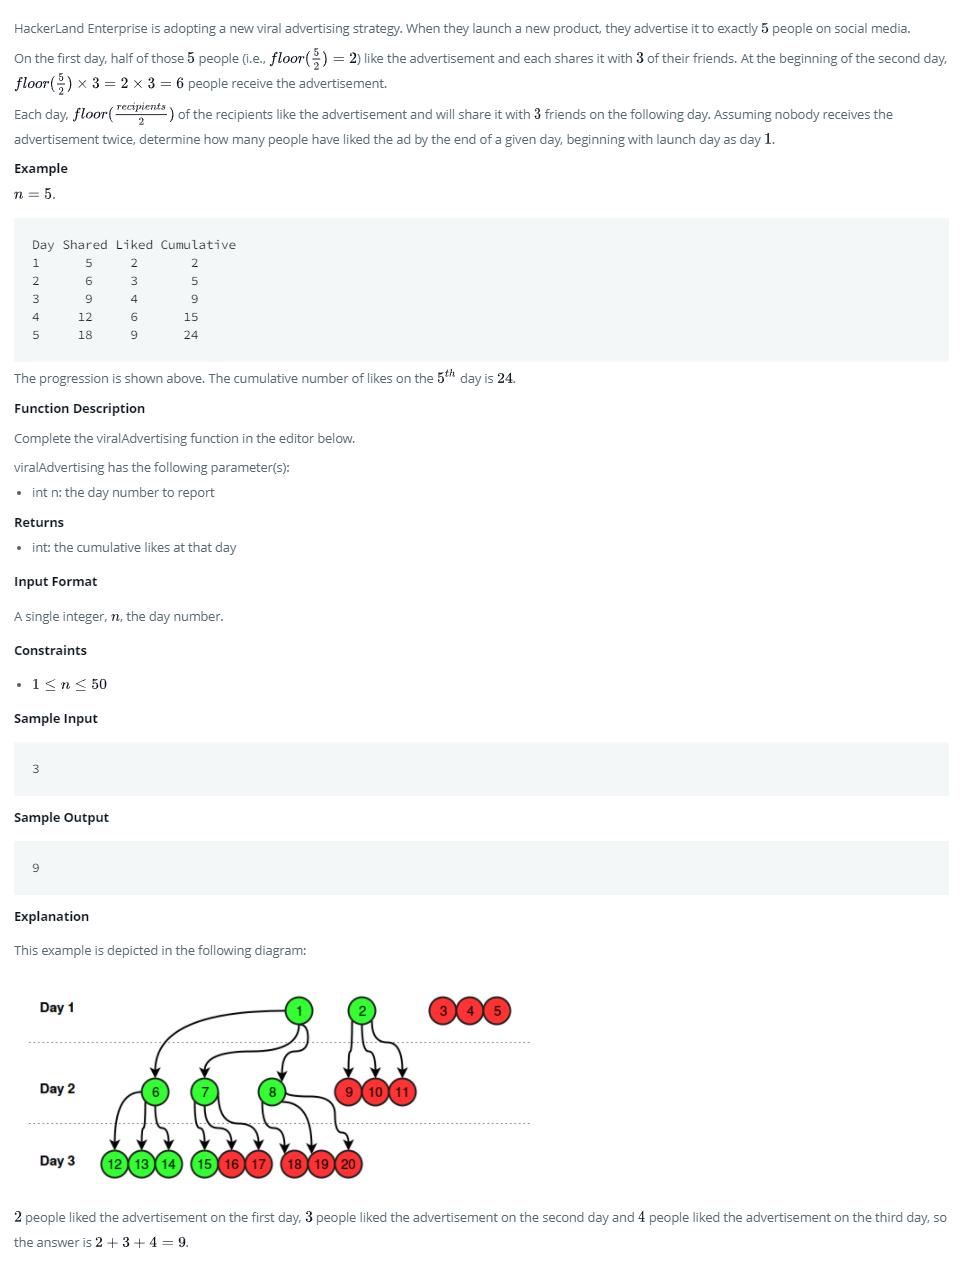 HackerLand Enterprise is adopting a new viral advertising strategy. When they launch a new product, they advertise it to exactly 5 people on social media.
On the first day, half of those 5 people (i.e., floor(5/2) = 2) like the advertisement and each shares it with 3 of their friends. At the beginning of the second day,
floor(5/2) × 3 = 2 × 3 = 6 people receive the advertisement.
Each day, floor(recipients/2) of the recipients like the advertisement and will share it with 3 friends on the following day. Assuming nobody receives the
advertisement twice, determine how many people have liked the ad by the end of a given day, beginning with launch day as day 1.
Example
n = 5.
Day Shared Liked Cumulative
1 5 2 2
2 6 3 5
3 9 4 9
4 12 6 15
5 18 9 24
The progression is shown above. The cumulative number of likes on the 5th day is 24.
Function Description
Complete the viralAdvertising function in the editor below.
viralAdvertising has the following parameter(s):
• int n: the day number to report
Returns
• int: the cumulative likes at that day
Input Format
A single integer, n, the day number.
Constraints
• 1 ≤ n ≤ 50
Sample Input
3
Sample Output
9
Explanation
This example is depicted in the following diagram:
Day 1 1 2 3 4 5
Day 2 6 7 8 9 10 11
Day 3 12 13 14 15 16 17 18 19 20
2 people liked the advertisement on the first day, 3 people liked the advertisement on the second day and 4 people liked the advertisement on the third day, so
the answer is 2 + 3 + 4 = 9.